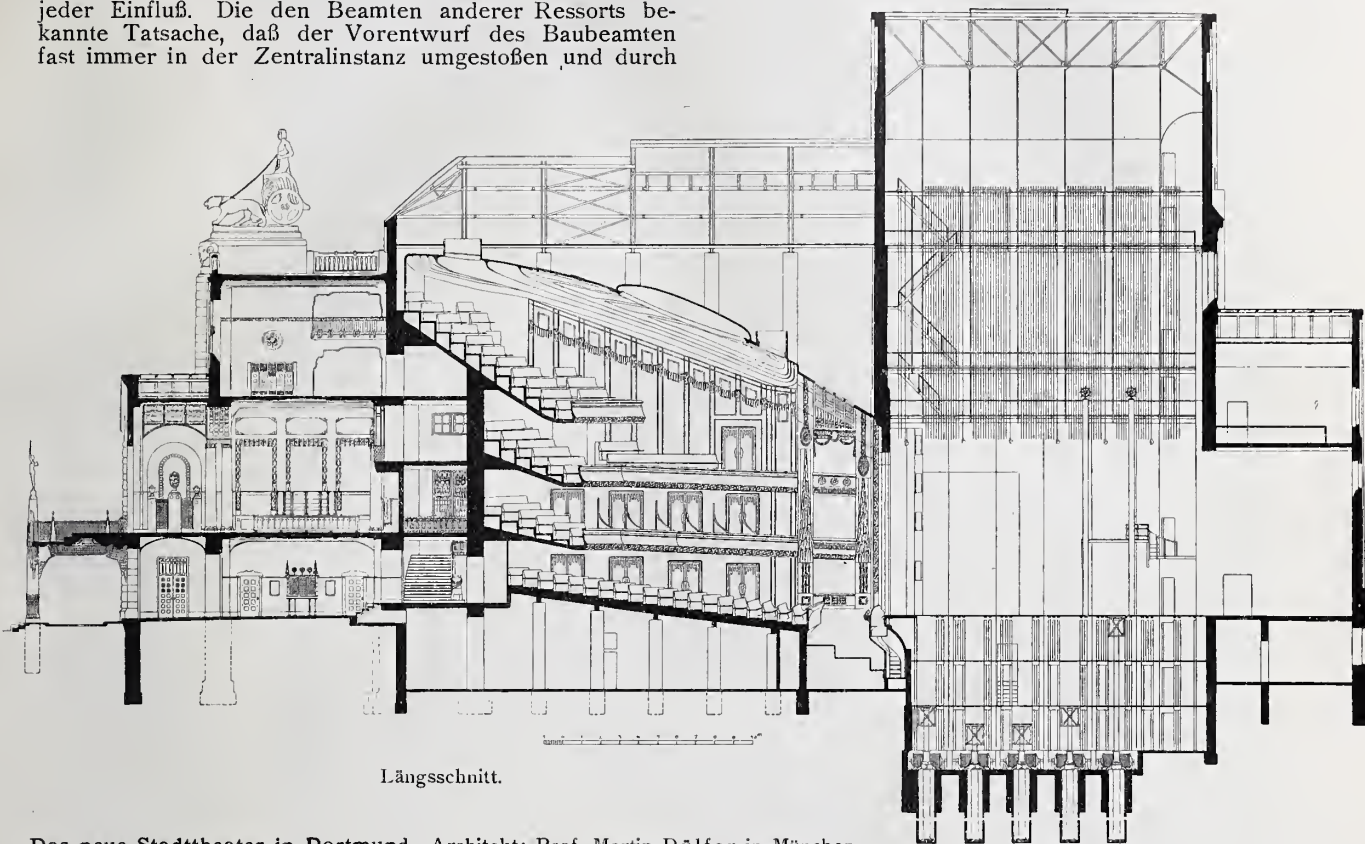 jeder Einfluß. Die den Beamten anderer Ressorts be-
kannte Tatsache, daß der Vorentwurf des Baubeamten
fast immer in der Zentralinstanz umgestoßen und durch
Längsschnitt.
Das neue Stadttheater in Dortmund. Architekt: Prof. Martin Dülfer in München.